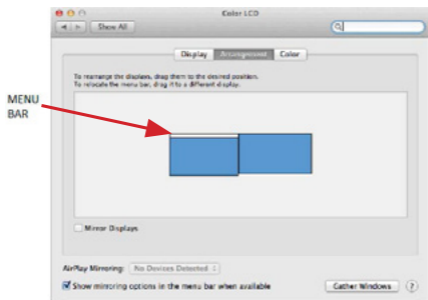 Color LCD
Show All
Display Arrangement Color
To rearrange the displays, drag them to the desired position.
To relocate the menu bar, drag it to a different display.
MENU
BAR
Mirror Displays
AirPlay Mirroring: No Devices Detected
Show mirroring options in the menu bar when available
Gather Windows ?